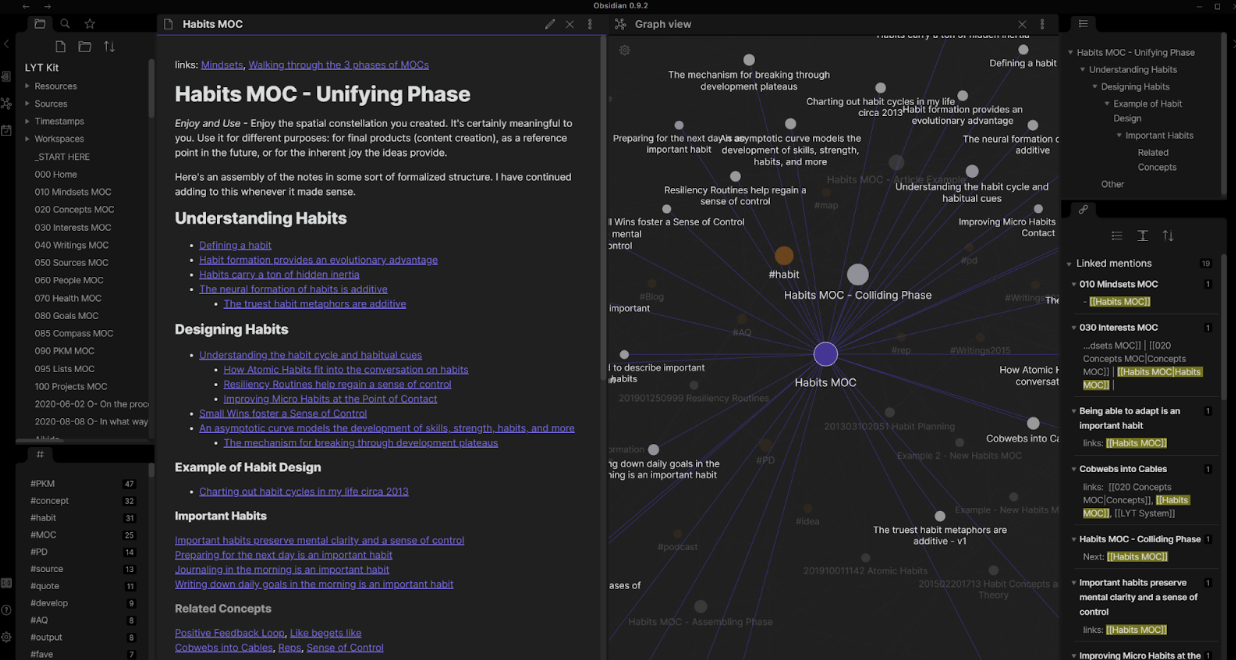 Obsidian 0.9.2
LYT Kit
Resources
Sources
Timestamps
Workspaces
_START HERE
000 Home
010 Mindsets MOC
020 Concepts MOC
030 Interests MOC
040 Writings MOC
050 Sources MOC
060 People MOC
070 Health MOC
080 Goals MOC
085 Compass MOC
090 PKM MOC
095 Lists MOC
100 Projects MOC
2020-06-02 O- On the proc
2020-08-08 O- In what way
#
#PKM 47
#concept 32
#habit 31
#MOC 25
#PD 14
#source 13
#quote 11
#develop 9
#AQ 8
#output 8
#fave 7
Habits MOC
links: Mindsets, Walking through the 3 phases of MOCs
Habits MOC - Unifying Phase
Enjoy and Use - Enjoy the spatial constellation you created. It's certainly meaningful to
you. Use it for different purposes: for final products (content creation), as a reference
point in the future, or for the inherent joy the ideas provide.
Here's an assembly of the notes in some sort of formalized structure. I have continued
adding to this whenever it made sense.
Understanding Habits
• Defining a habit
• Habit formation provides an evolutionary advantage
• Habits carry a ton of hidden inertia
• The neural formation of habits is additive
• The truest habit metaphors are additive
Designing Habits
• Understanding the habit cycle and habitual cues
• How Atomic Habits fit into the conversation on habits
• Resiliency Routines help regain a sense of control
• Improving Micro Habits at the Point of Contact
• Small Wins foster a Sense of Control
• An asymptotic curve models the development of skills, strength, habits, and more
• The mechanism for breaking through development plateaus
Example of Habit Design
• Charting out habit cycles in my life circa 2013
Important Habits
Important habits preserve mental clarity and a sense of control
Preparing for the next day is an important habit
Journaling in the morning is an important habit
Writing down daily goals in the morning is an important habit
Related Concepts
Positive Feedback Loop, Like begets like
Cobwebs into Cables, Reps, Sense of Control
Graph view
Habits carry a ton of hidden inertia
Defining a habit
The mechanism for breaking through
development plateaus
Charting out habit cycles in my life
circa 2013
Habit formation provides an
evolutionary advantage
Preparing for the next day is an
important habit
An asymptotic curve models the
development of skills, strength,
habits, and more
The neural formation o
additive
Habits MOC - Article Example
Resiliency Routines help regain a
sense of control
Understanding the habit cycle and
habitual cues
#map
ll Wins foster a Sense of Control
mental
ontrol
Improving Micro Habits
Contact
#habit
#pd
Habits MOC - Colliding Phase
#Blog
#Writings
The
important
#AQ
#rep
#Writings2015
Habits MOC
l to describe important
habits
How Atomic H
conversat
201901250999 Resiliency Routines
201303102051 Habit Planning
Cobwebs into Ca
ormation
#PD
Example 2 - New Habits MOC
ng down daily goals in the
ning is an important habit
Example - New Habits M
#idea
The truest habit metaphors are
additive - v1
#podcast
201910011142 Atomic Habits
ases of
201502201713 Habit Concepts a
Theory
Habits MOC - Assembling Phase
Habits MOC - Unifying Phase
Understanding Habits
Designing Habits
Example of Habit
Design
Important Habits
Related
Concepts
Other
Linked mentions 19
010 Mindsets MOC 1
- [[Habits MOC]]
030 Interests MOC 1
...dsets MOC]] | [[020
Concepts MOC|Concepts
MOC]] | [[Habits MOC|Habits
MOC]] |
Being able to adapt is an 1
important habit
links: [[Habits MOC]]
Cobwebs into Cables 1
links: [[020 Concepts
MOC|Concepts]], [[Habits
MOC]], [[LYT System]]
Habits MOC - Colliding Phase 1
Next: [[Habits MOC]]
Important habits preserve 1
mental clarity and a sense of
control
links: [[Habits MOC]]
Improving Micro Habits at the 1